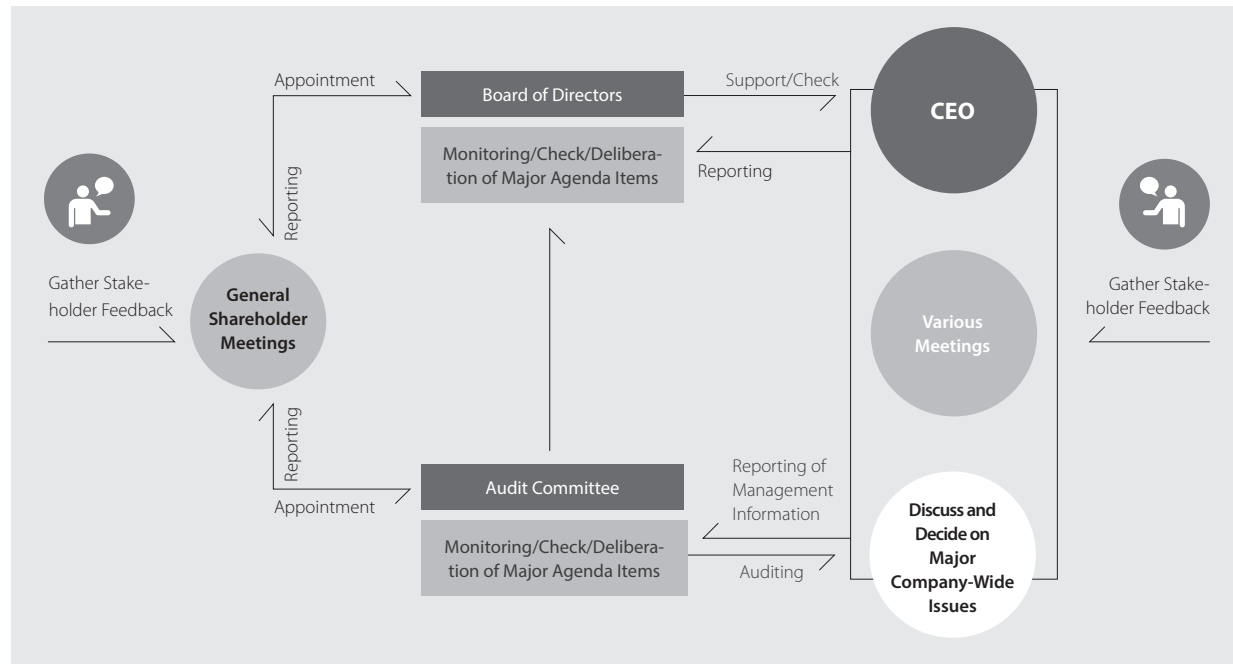 Appointment
Reporting
Gather Stake-
holder Feedback
General
Shareholder
Meetings
Reporting
Appointment
Board of Directors
Monitoring/Check/Delibera-
tion of Major Agenda Items
Support/Check
Reporting
Audit Committee
Monitoring/Check/Delibera-
tion of Major Agenda Items
Reporting of
Management
Information
Auditing
CEO
Various
Meetings
Discuss and
Decide on
Major
Company-Wide
Issues
Gather Stake-
holder Feedback